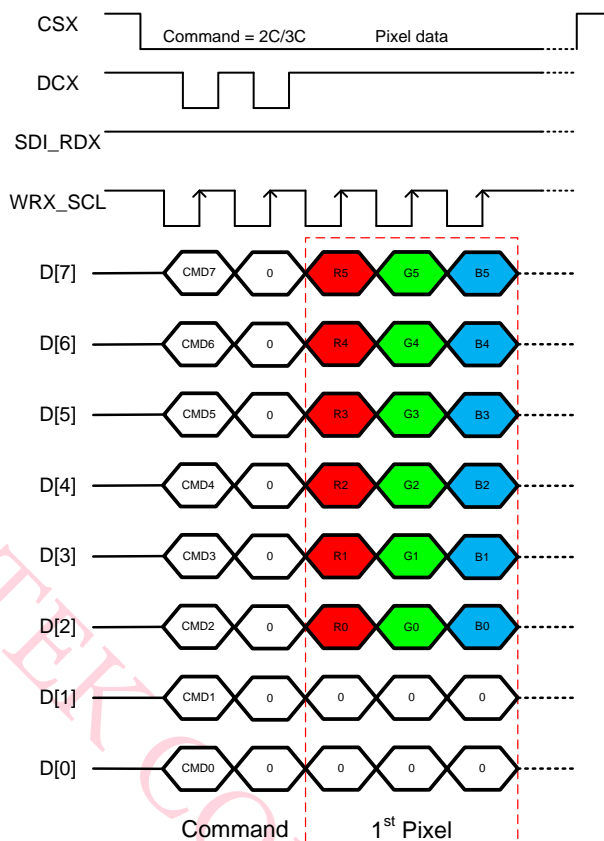 CSX Command = 2C/3C Pixel data
DCX
SDI_RDX
WRX_SCL
D[7] CMD7 0 R5 G5 B5
D[6] CMD6 0 R4 G4 B4
D[5] CMD5 0 R3 G3 B3
D[4] CMD4 0 R2 G2 B2
D[3] CMD3 0 R1 G1 B1
D[2] CMD2 0 R0 G0 B0
D[1] CMD1 0 0 0 0
D[0] CMD0 0 0 0 0
Command 1st Pixel